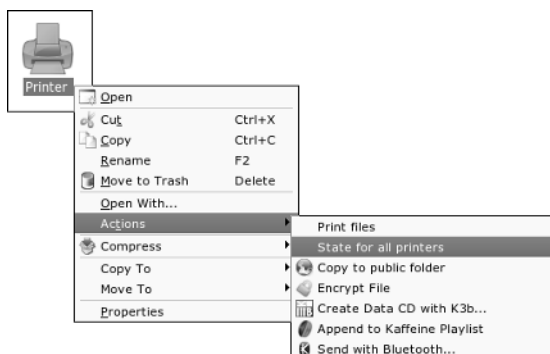 Printer
Open
Cut Ctrl+X
Copy Ctrl+C
Rename F2
Move to Trash Delete
Open With...
Actions
Compress
Copy To
Move To
Properties
Print files
State for all printers
Copy to public folder
Encrypt File
Create Data CD with K3b...
Append to Kaffeine Playlist
Send with Bluetooth...